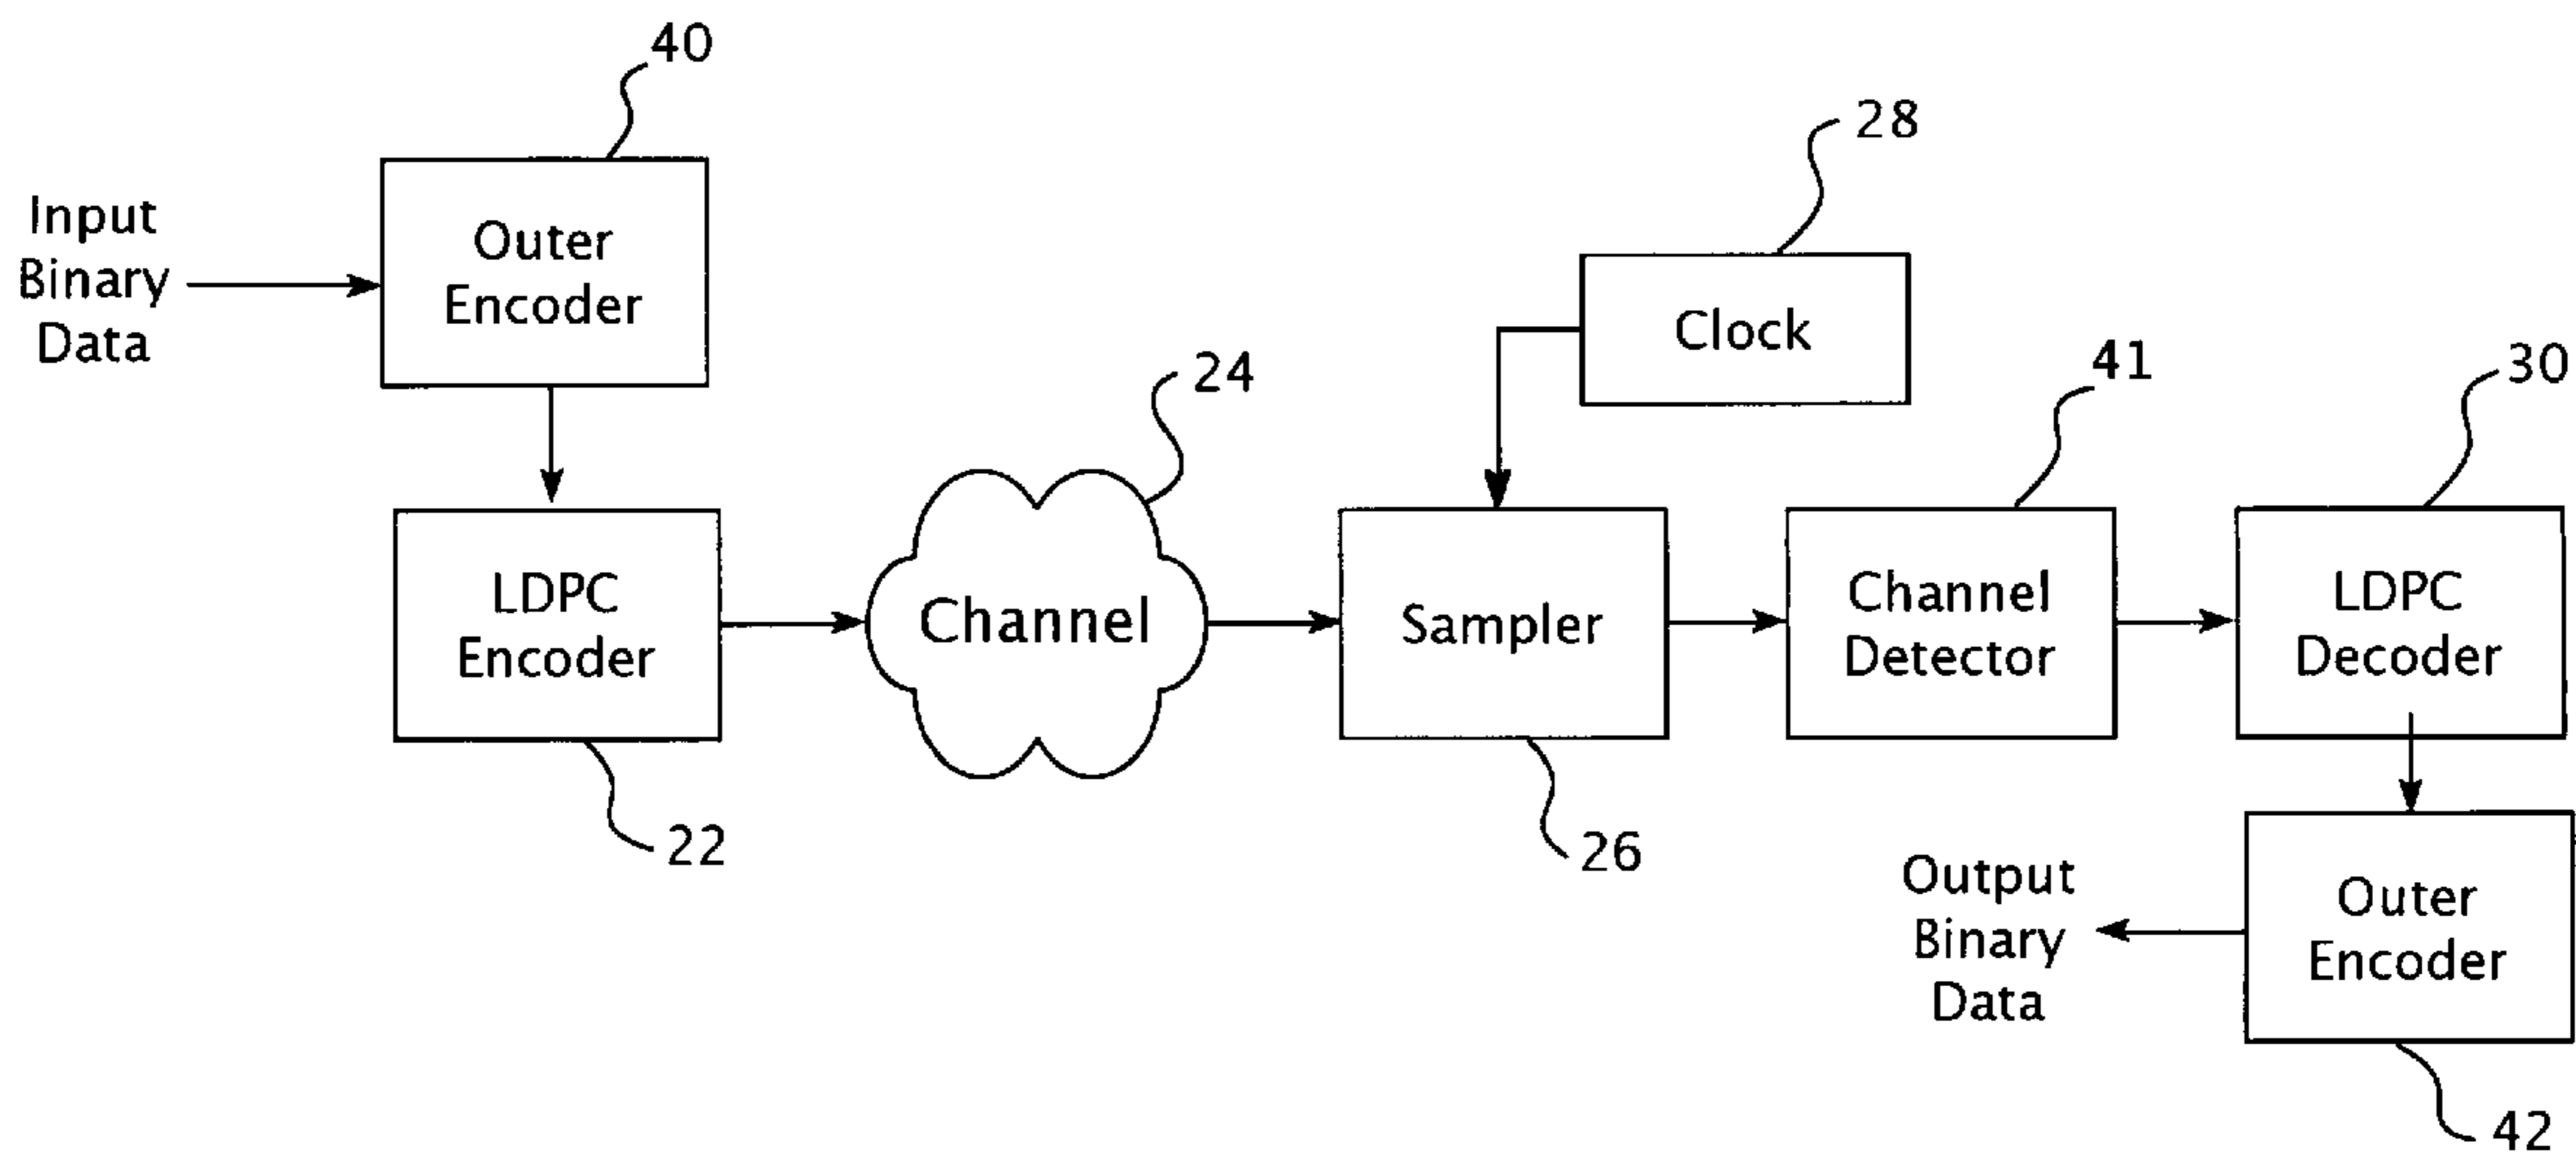 40
Input
Binary
Data
Outer
Encoder
28
Clock
24
41
30
LDPC
Encoder
Channel
Sampler
Channel
Detector
LDPC
Decoder
22
26
Output
Binary
Data
Outer
Encoder
42